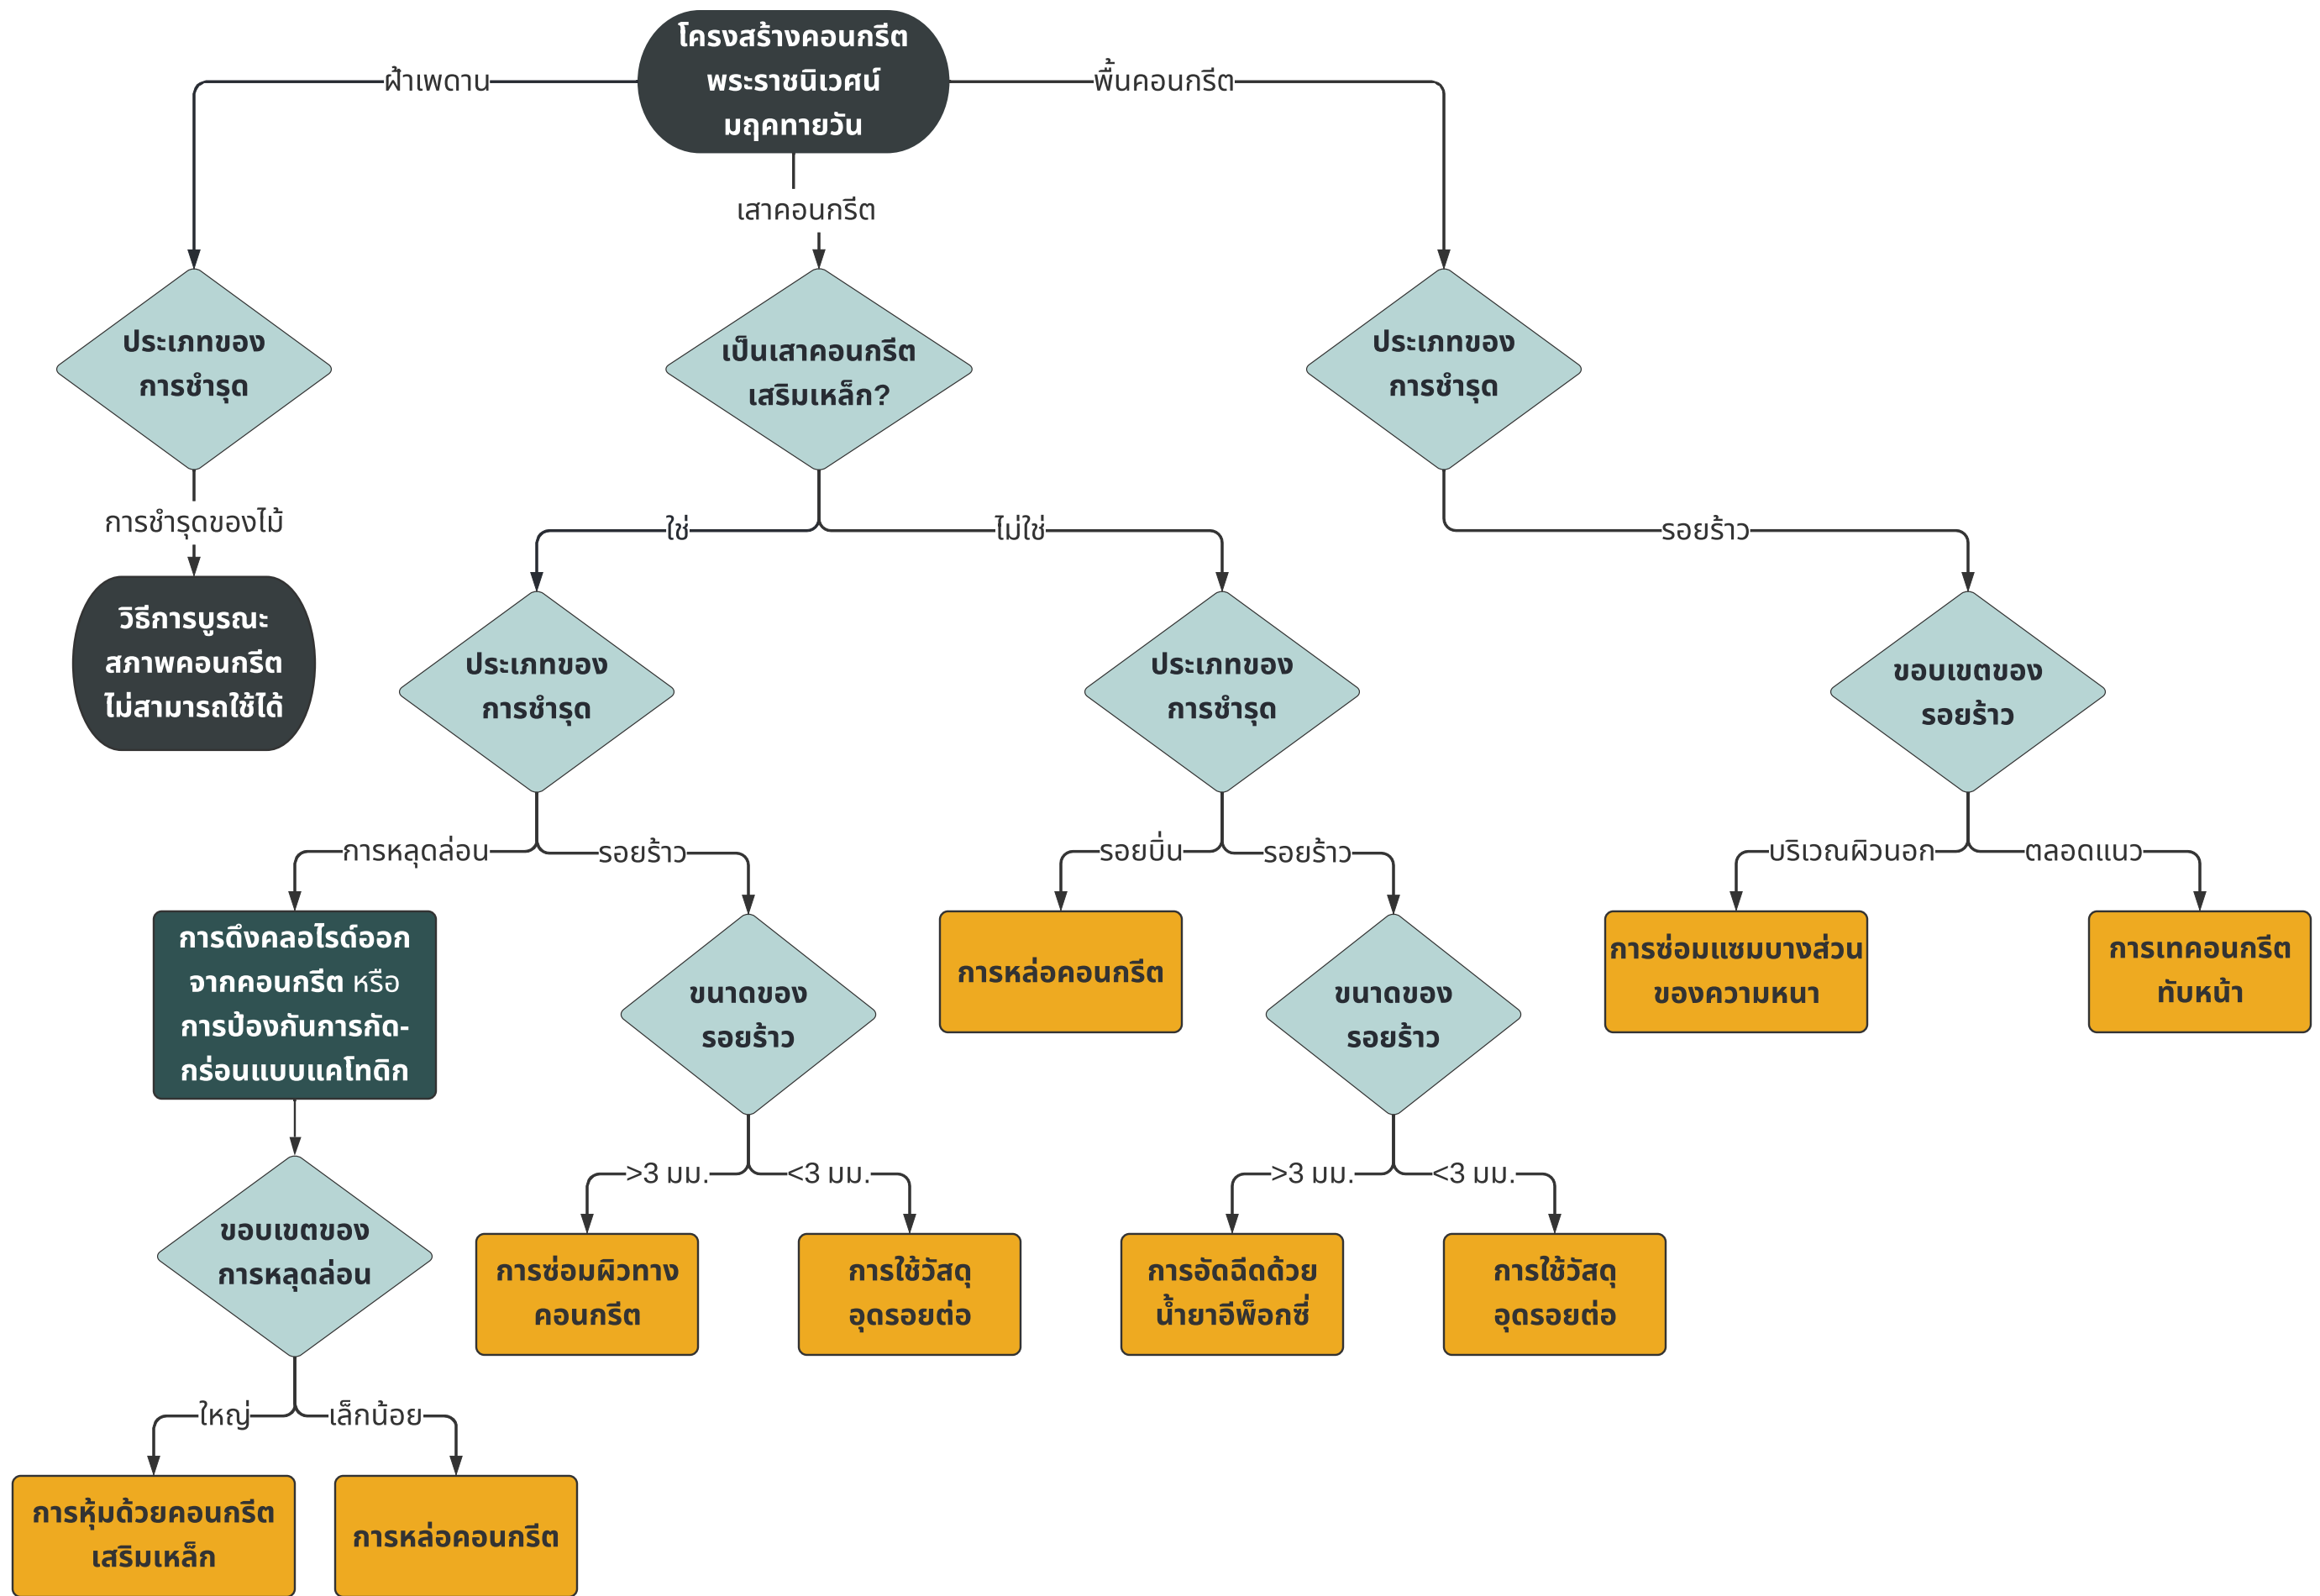 โครงสร้างคอนกรีต
พระราชนิเวศน์
มฤคทายวัน
ฝ้าเพดาน
พื้นคอนกรีต
เสาคอนกรีต
ประเภทของ
การชำรุด
เป็นเสาคอนกรีต
เสริมเหล็ก?
ประเภทของ
การชำรุด
การชำรุดของไม้
ใช่
ไม่ใช่
รอยร้าว
วิธีการบูรณะ
สภาพคอนกรีต
ไม่สามารถใช้ได้
ประเภทของ
การชำรุด
ประเภทของ
การชำรุด
ขอบเขตของ
รอยร้าว
การหลุดล่อน
รอยร้าว
รอยบิ่น
รอยร้าว
บริเวณผิวนอก
ตลอดแนว
การดึงคลอไรด์ออก
จากคอนกรีต หรือ
การป้องกันการกัด-
กร่อนแบบแคโทดิก
ขนาดของ
รอยร้าว
การหล่อคอนกรีต
ขนาดของ
รอยร้าว
การซ่อมแซมบางส่วน
ของความหนา
การเทคอนกรีต
ทับหน้า
>3 มม.
<3 มม.
>3 มม.
<3 มม.
ขอบเขตของ
การหลุดล่อน
การซ่อมผิวทาง
คอนกรีต
การใช้วัสดุ
อุดรอยต่อ
การอัดฉีดด้วย
น้ำยาอีพ็อกซี่
การใช้วัสดุ
อุดรอยต่อ
ใหญ่
เล็กน้อย
การหุ้มด้วยคอนกรีต
เสริมเหล็ก
การหล่อคอนกรีต